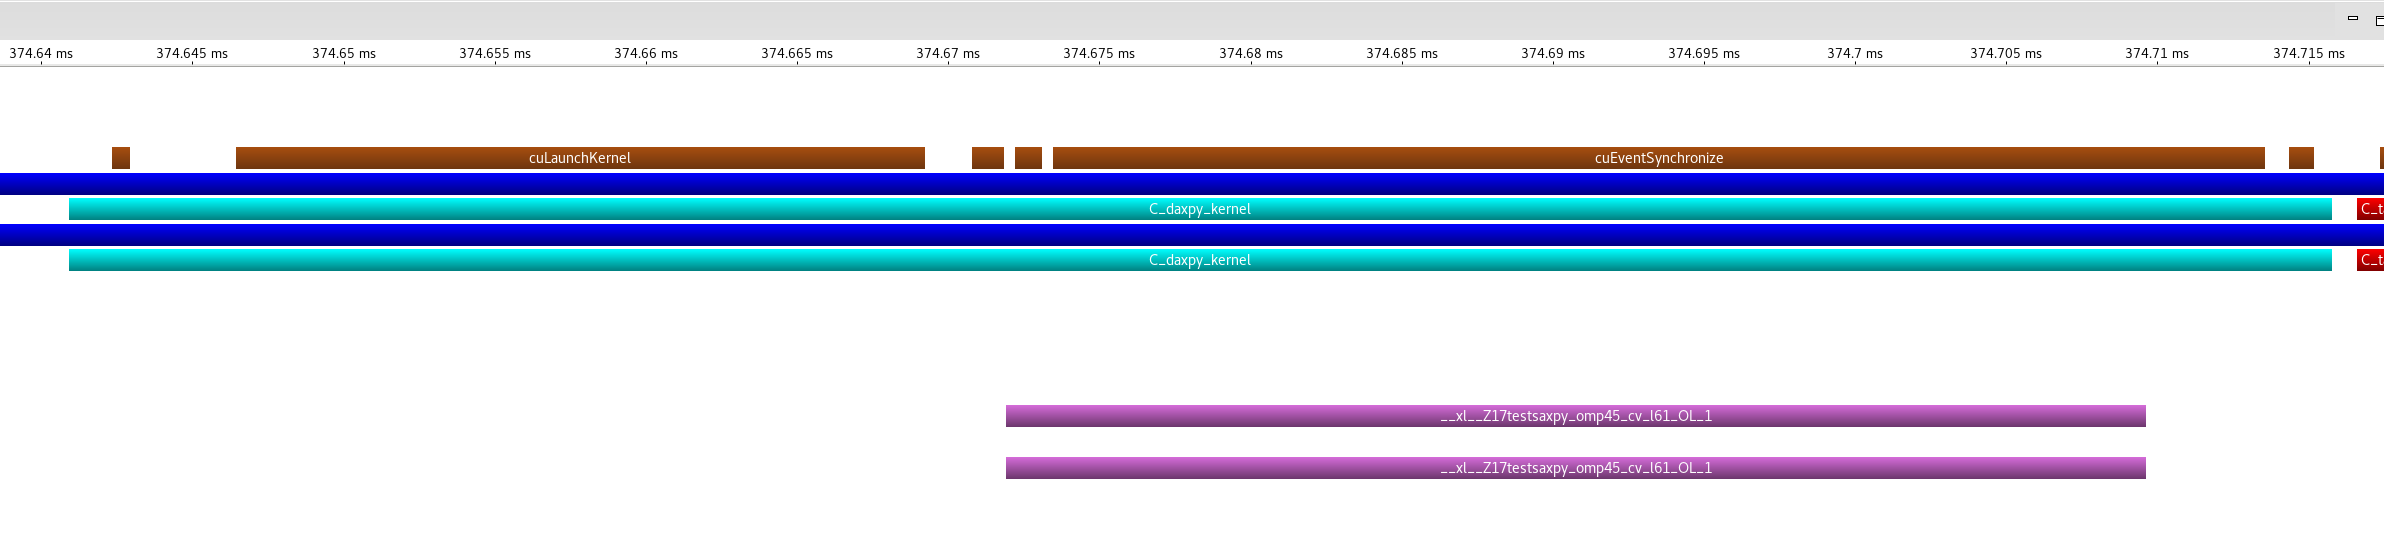 374.64 ms 374.645 ms 374.65 ms 374.655 ms 374.66 ms 374.665 ms 374.67 ms 374.675 ms 374.68 ms 374.685 ms 374.69 ms 374.695 ms 374.7 ms 374.705 ms 374.71 ms 374.715 ms
cuLaunchKernel cuEventSynchronize
C_daxpy_kernel C_t
C_daxpy_kernel C_t
__xl__Z17testsaxpy_omp45_cv_l61_OL_1
__xl__Z17testsaxpy_omp45_cv_l61_OL_1